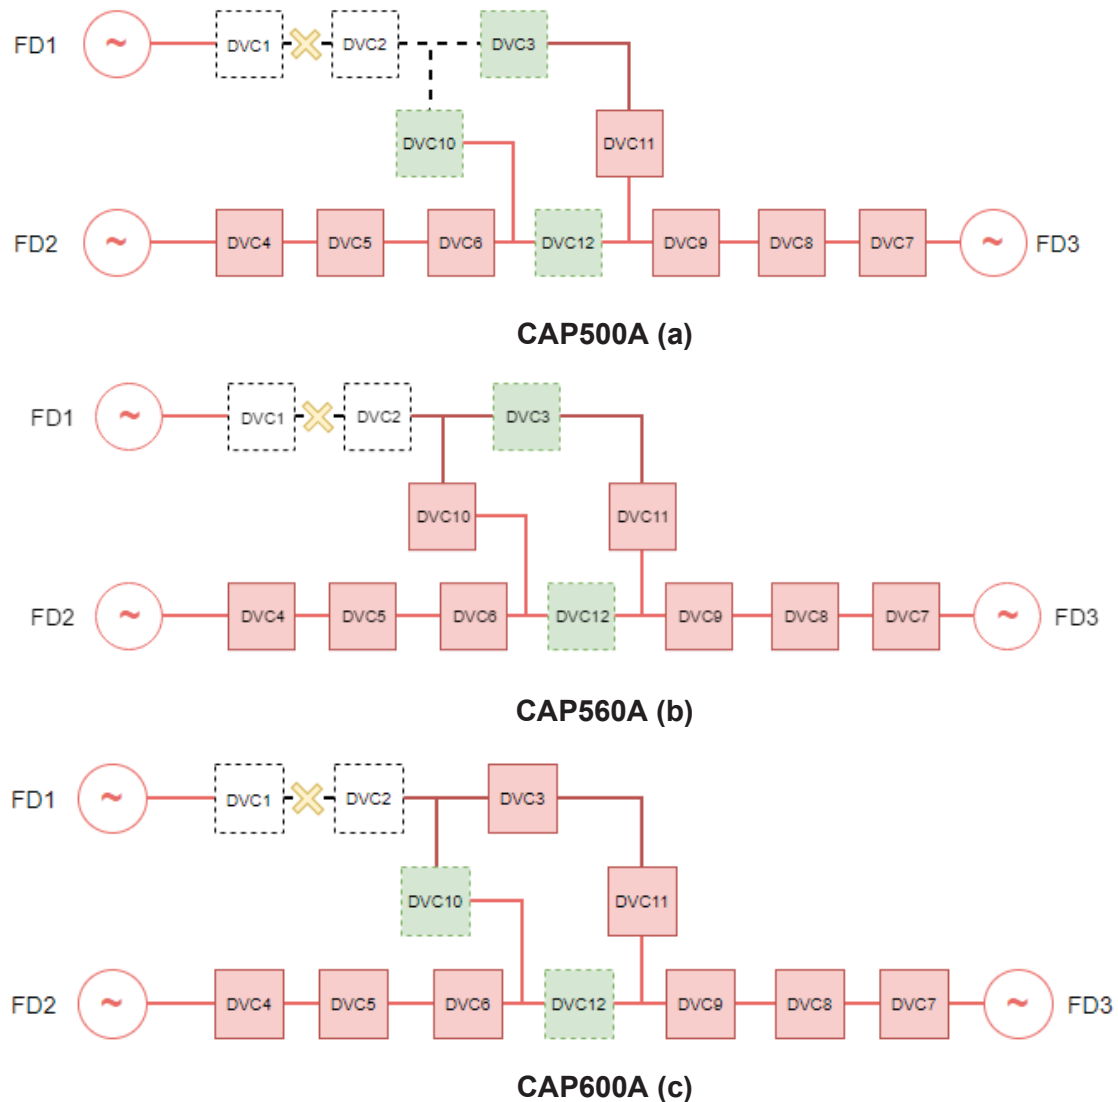 FD1 ~ DVC1 DVC2 DVC3
DVC10 DVC11
FD2 ~ DVC4 DVC5 DVC6 DVC12 DVC9 DVC8 DVC7 ~ FD3
CAP500A (a)
FD1 ~ DVC1 DVC2 DVC3
DVC10 DVC11
FD2 ~ DVC4 DVC5 DVC6 DVC12 DVC9 DVC8 DVC7 ~ FD3
CAP560A (b)
FD1 ~ DVC1 DVC2 DVC3
DVC10 DVC11
FD2 ~ DVC4 DVC5 DVC6 DVC12 DVC9 DVC8 DVC7 ~ FD3
CAP600A (c)